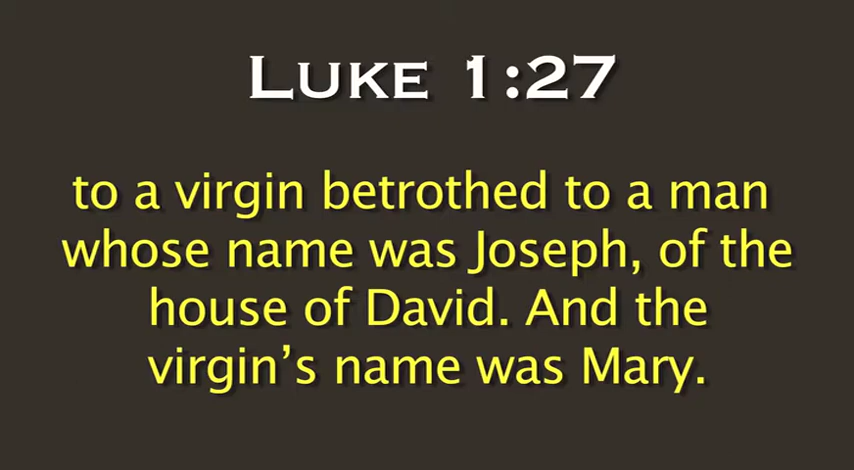 Luke 1:27
to a virgin betrothed to a man
whose name was Joseph, of the
house of David. And the
virgin’s name was Mary.